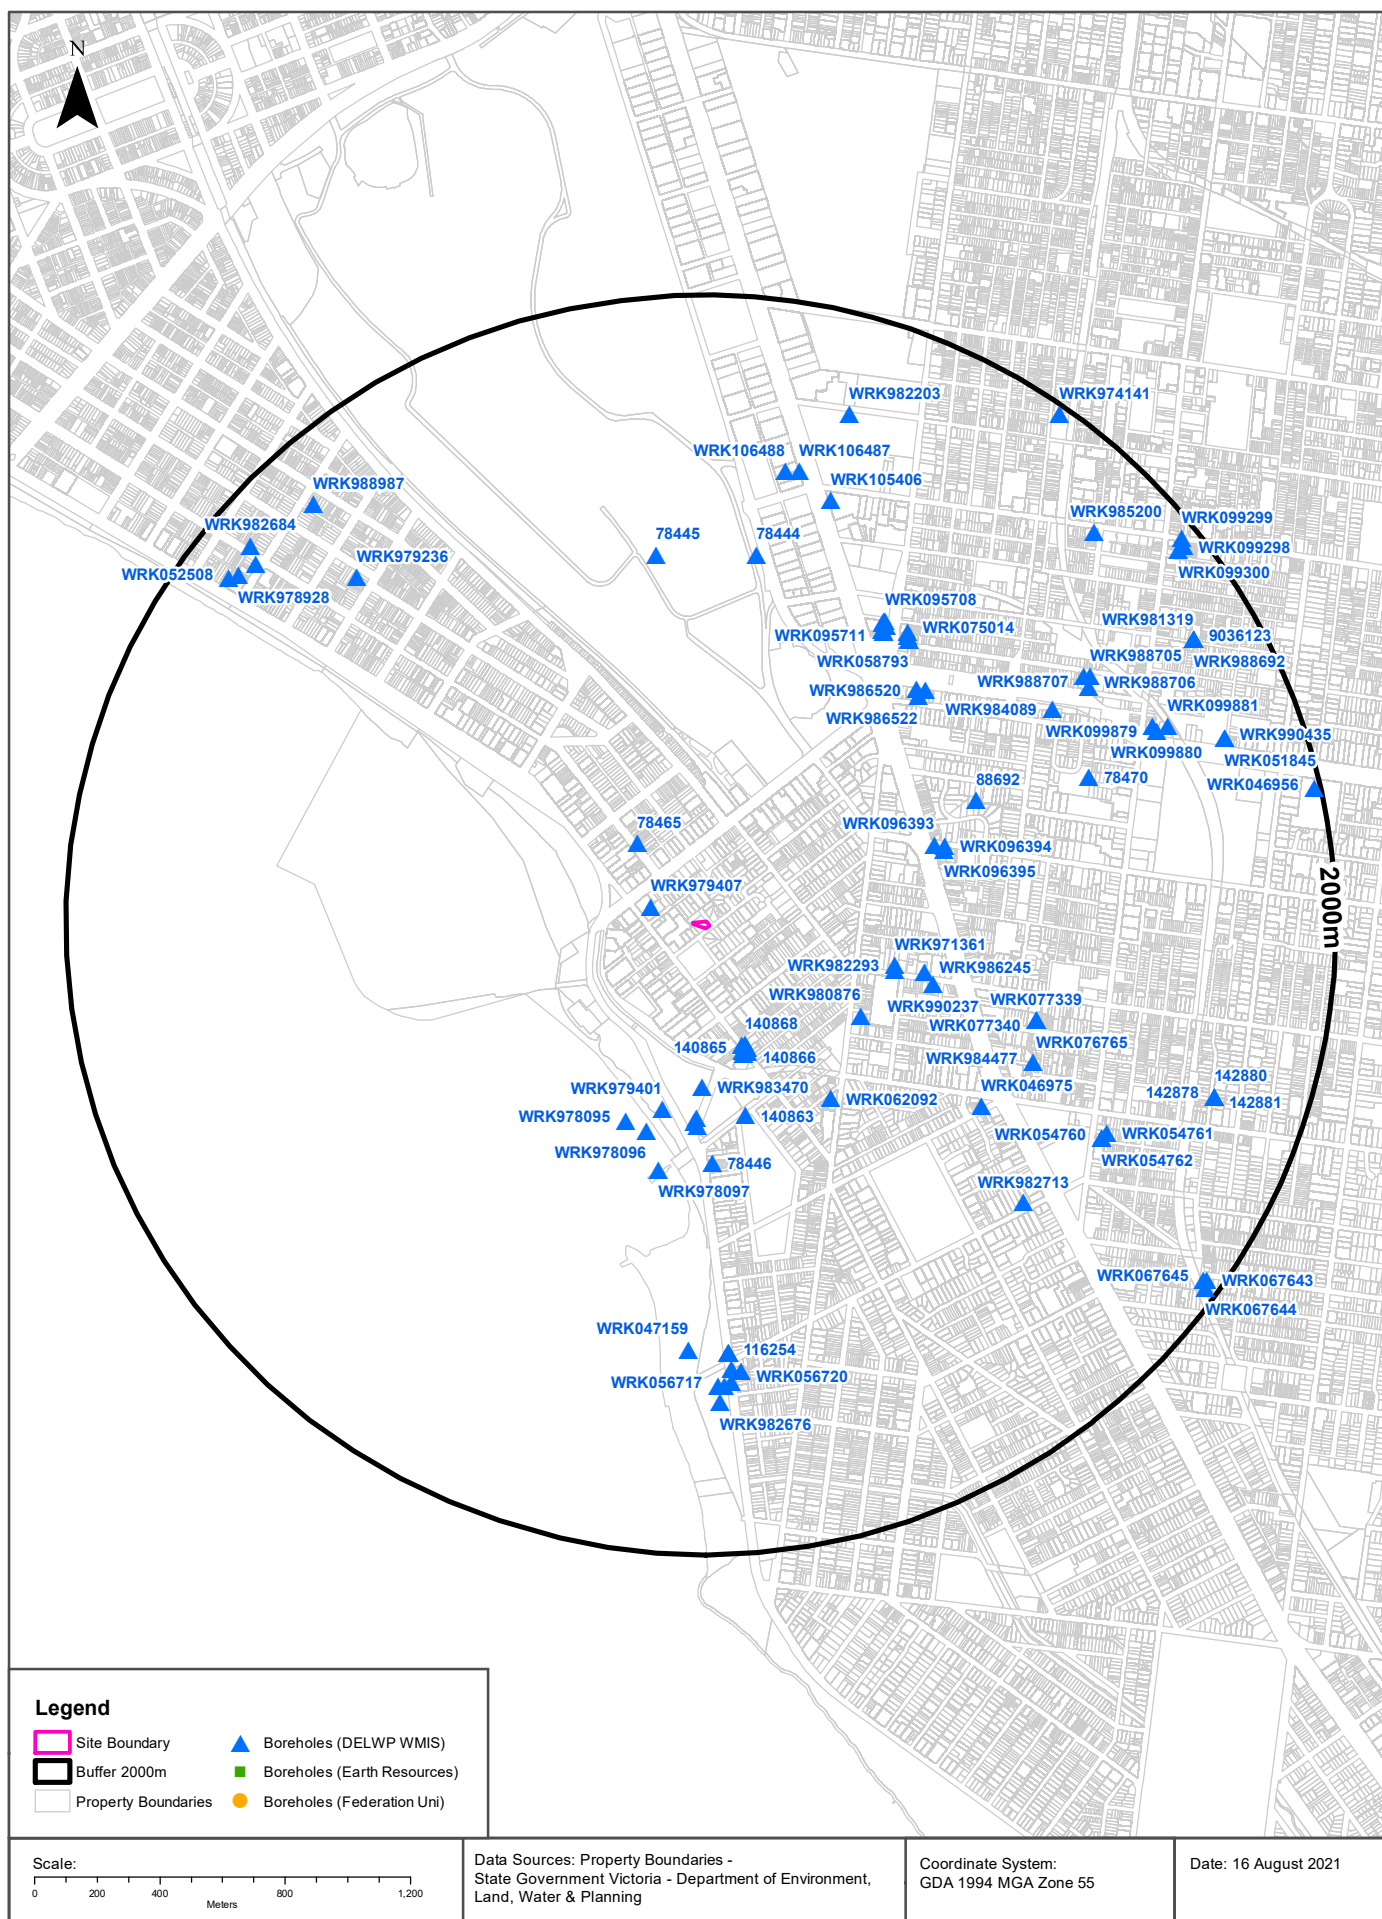 N
WRK982203
WRK974141
WRK106488
WRK106487
WRK105406
WRK988987
WRK982684
WRK979236
WRK052508
WRK978928
78445
78444
WRK985200
WRK099299
WRK099298
WRK099300
WRK095708
WRK095711
WRK075014
WRK058793
WRK981319
9036123
WRK988692
WRK988705
WRK988707
WRK988706
WRK986520
WRK986522
WRK984089
WRK099881
WRK099879
WRK099880
WRK990435
WRK051845
WRK046956
78470
88692
WRK096393
WRK096394
WRK096395
78465
WRK979407
2000m
WRK971361
WRK982293
WRK986245
WRK980876
WRK990237
WRK077339
WRK077340
WRK076765
WRK984477
WRK046975
140868
140865
140866
WRK979401
WRK983470
WRK978095
140863
WRK062092
WRK978096
78446
WRK978097
142880
142878
142881
WRK054760
WRK054761
WRK054762
WRK982713
WRK067645
WRK067643
WRK067644
WRK047159
116254
WRK056717
WRK056720
WRK982676
Legend
Site Boundary
Buffer 2000m
Property Boundaries
Boreholes (DELWP WMIS)
Boreholes (Earth Resources)
Boreholes (Federation Uni)
Scale:
0 200 400 800 1,200
Meters
Data Sources: Property Boundaries -
State Government Victoria - Department of Environment,
Land, Water & Planning
Coordinate System:
GDA 1994 MGA Zone 55
Date: 16 August 2021